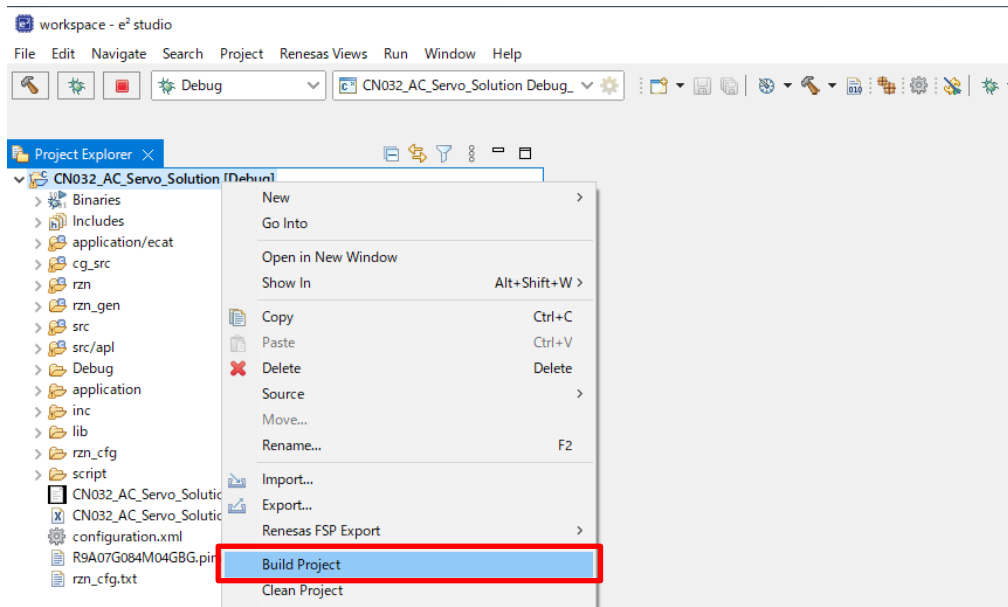 workspace - e² studio
File Edit Navigate Search Project Renesas Views Run Window Help
Debug CN032_AC_Servo_Solution Debug_
Project Explorer
CN032_AC_Servo_Solution [Debug]
Binaries
Includes
application/ecat
cg_src
rzn
rzn_gen
src
src/apl
Debug
application
inc
lib
rzn_cfg
script
CN032_AC_Servo_Solutio
CN032_AC_Servo_Solutio
configuration.xml
R9A07G084M04GBG.pin
rzn_cfg.txt
New >
Go Into
Open in New Window
Show In Alt+Shift+W >
Copy Ctrl+C
Paste Ctrl+V
Delete Delete
Source >
Move...
Rename... F2
Import...
Export...
Renesas FSP Export >
Build Project
Clean Project